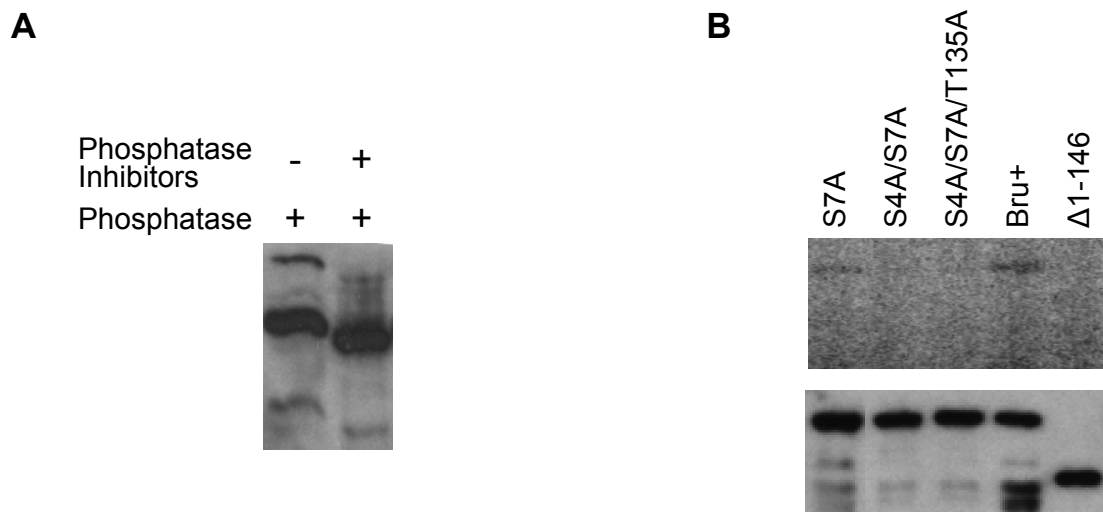 A
Phosphatase
Inhibitors
- +
Phosphatase + +
B
S7A
S4A/S7A
S4A/S7A/T135A
Bru+
Δ1-146